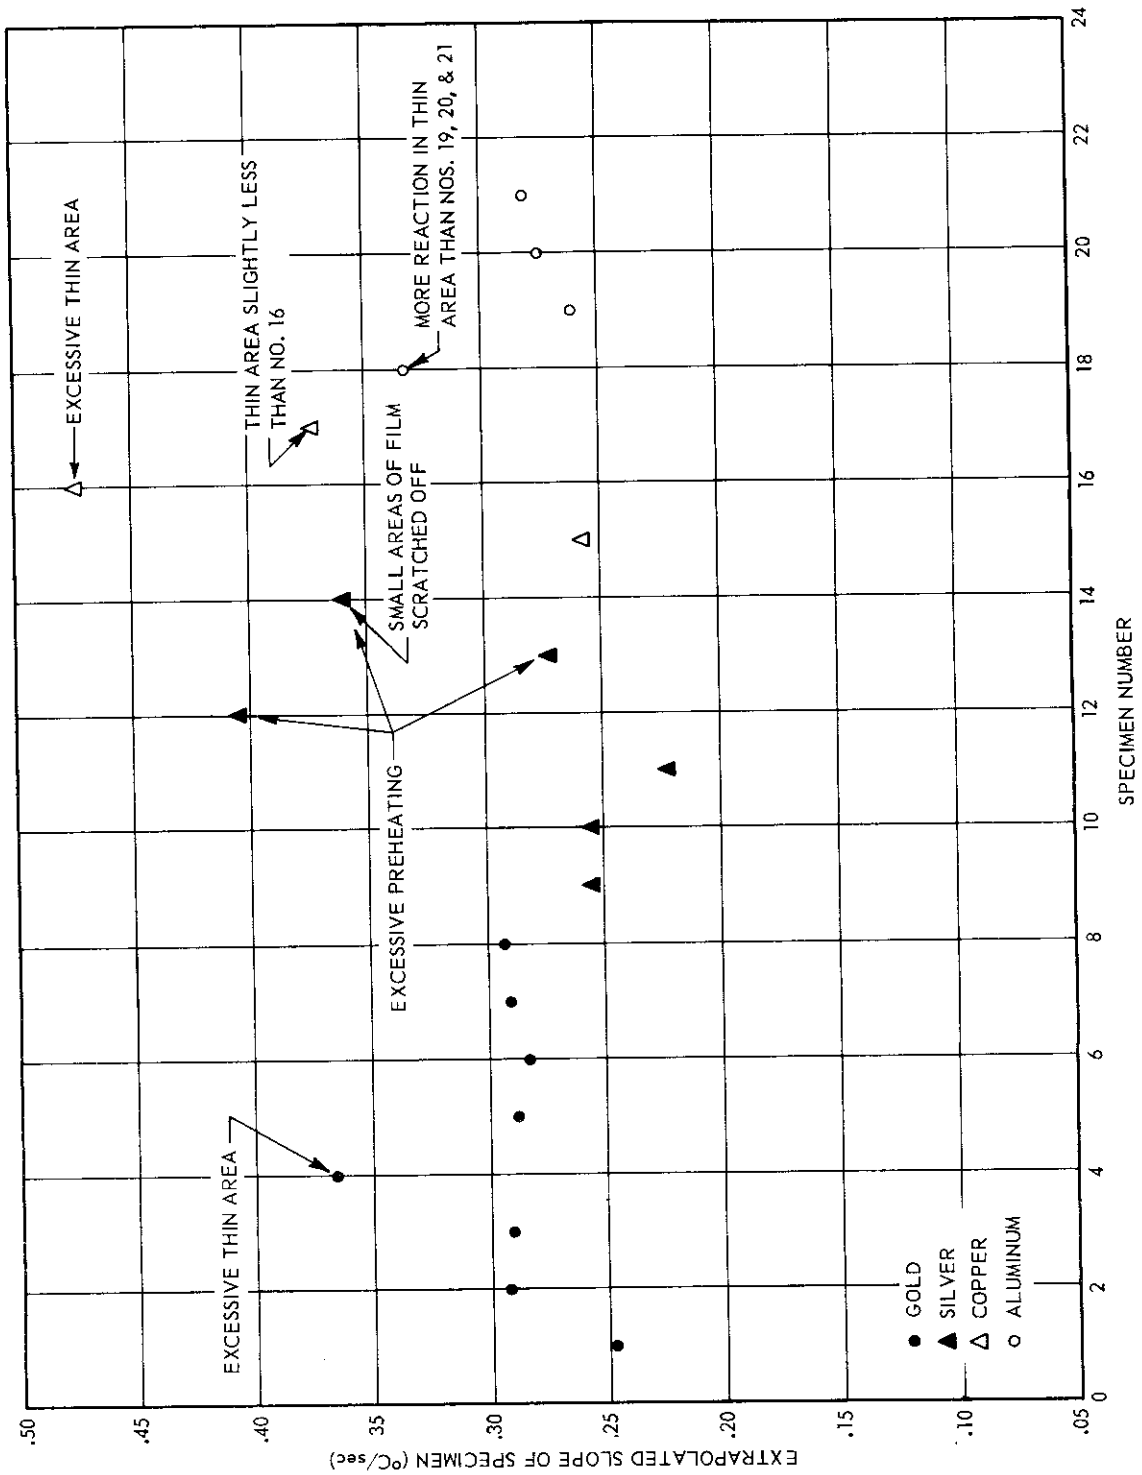 EXCESSIVE THIN AREA
THIN AREA SLIGHTLY LESS
THAN NO. 16
MORE REACTION IN THIN
AREA THAN NOS. 19, 20, & 21
SMALL AREAS OF FILM
SCRATCHED OFF
EXCESSIVE PREHEATING
EXCESSIVE THIN AREA
GOLD
SILVER
COPPER
ALUMINUM
EXTRAPOLATED SLOPE OF SPECIMEN (°C/sec)
.50
.45
.40
.35
.30
.25
.20
.15
.10
.05
0
2
4
6
8
10
12
14
16
18
20
22
24
SPECIMEN NUMBER